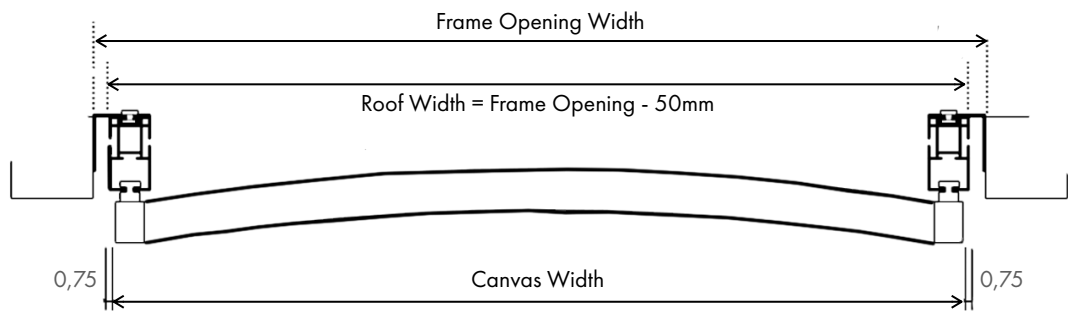 Frame Opening Width
Roof Width = Frame Opening - 50mm
0,75
Canvas Width
0,75